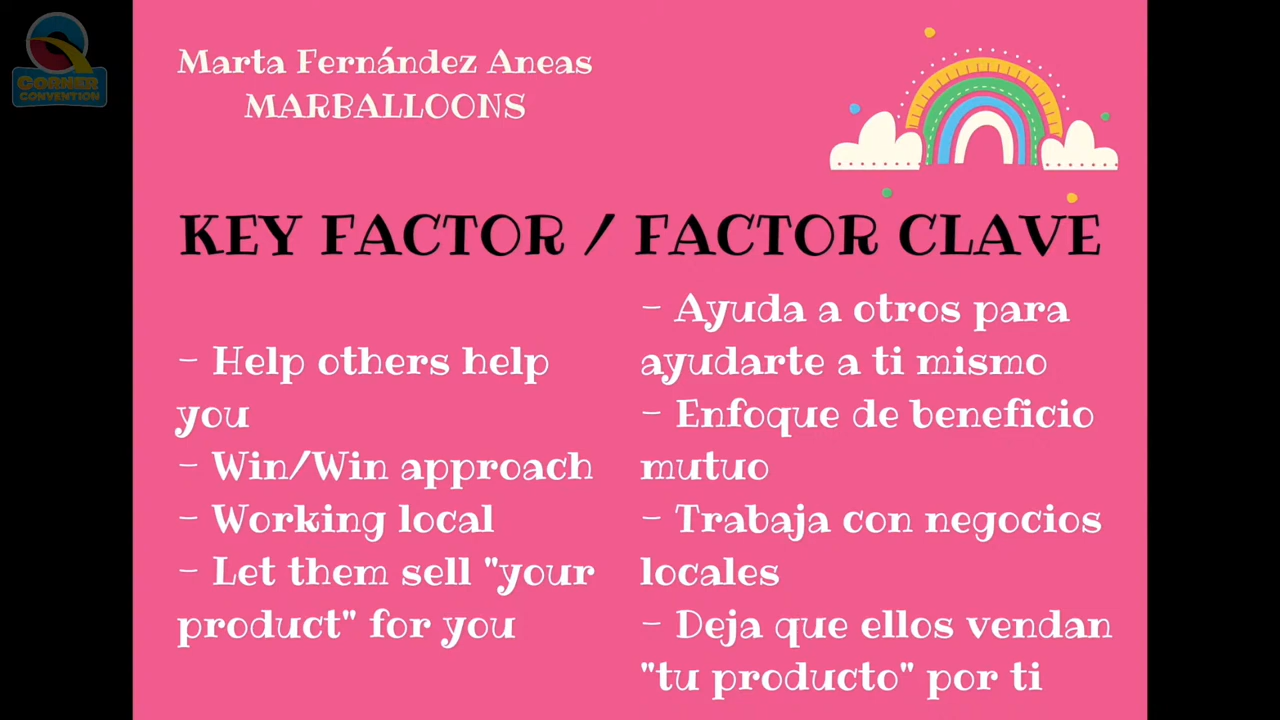 CORNER
CONVENTION
Marta Fernández Aneas
MARBALLOONS
KEY FACTOR / FACTOR CLAVE
- Help others help
you
- Win/Win approach
- Working local
- Let them sell "your
product" for you
- Ayuda a otros para
ayudarte a ti mismo
- Enfoque de beneficio
mutuo
- Trabaja con negocios
locales
- Deja que ellos vendan
"tu producto" por ti